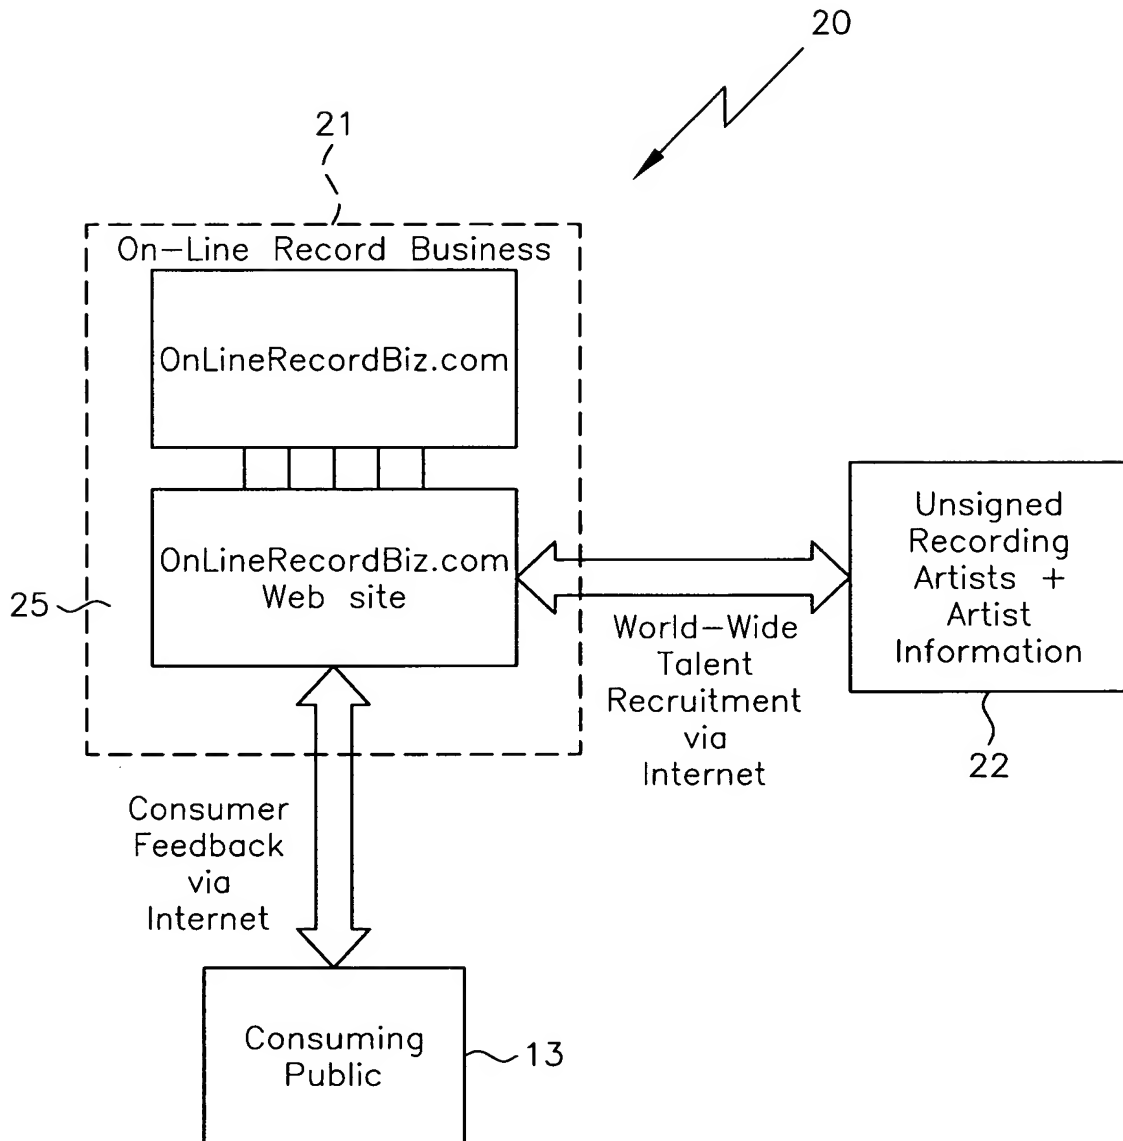 20
21
On-Line Record Business
OnLineRecordBiz.com
OnLineRecordBiz.com
Web site
25
Unsigned
Recording
Artists +
Artist
Information
22
World-Wide
Talent
Recruitment
via
Internet
Consumer
Feedback
via
Internet
Consuming
Public
13